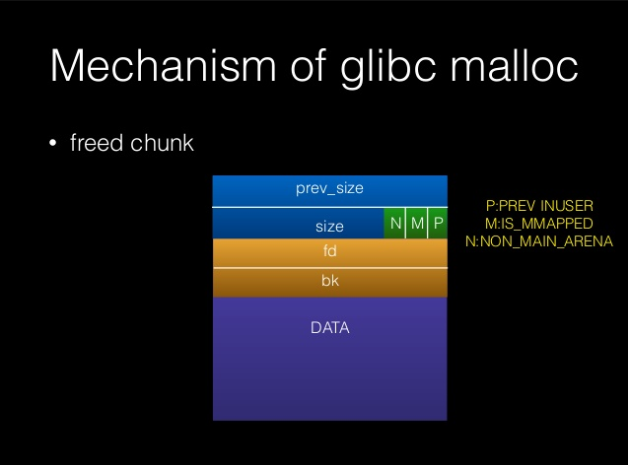 Mechanism of glibc malloc
• freed chunk
prev_size
size N M P
fd
bk
DATA
P:PREV INUSER
M:IS_MMAPPED
N:NON_MAIN_ARENA